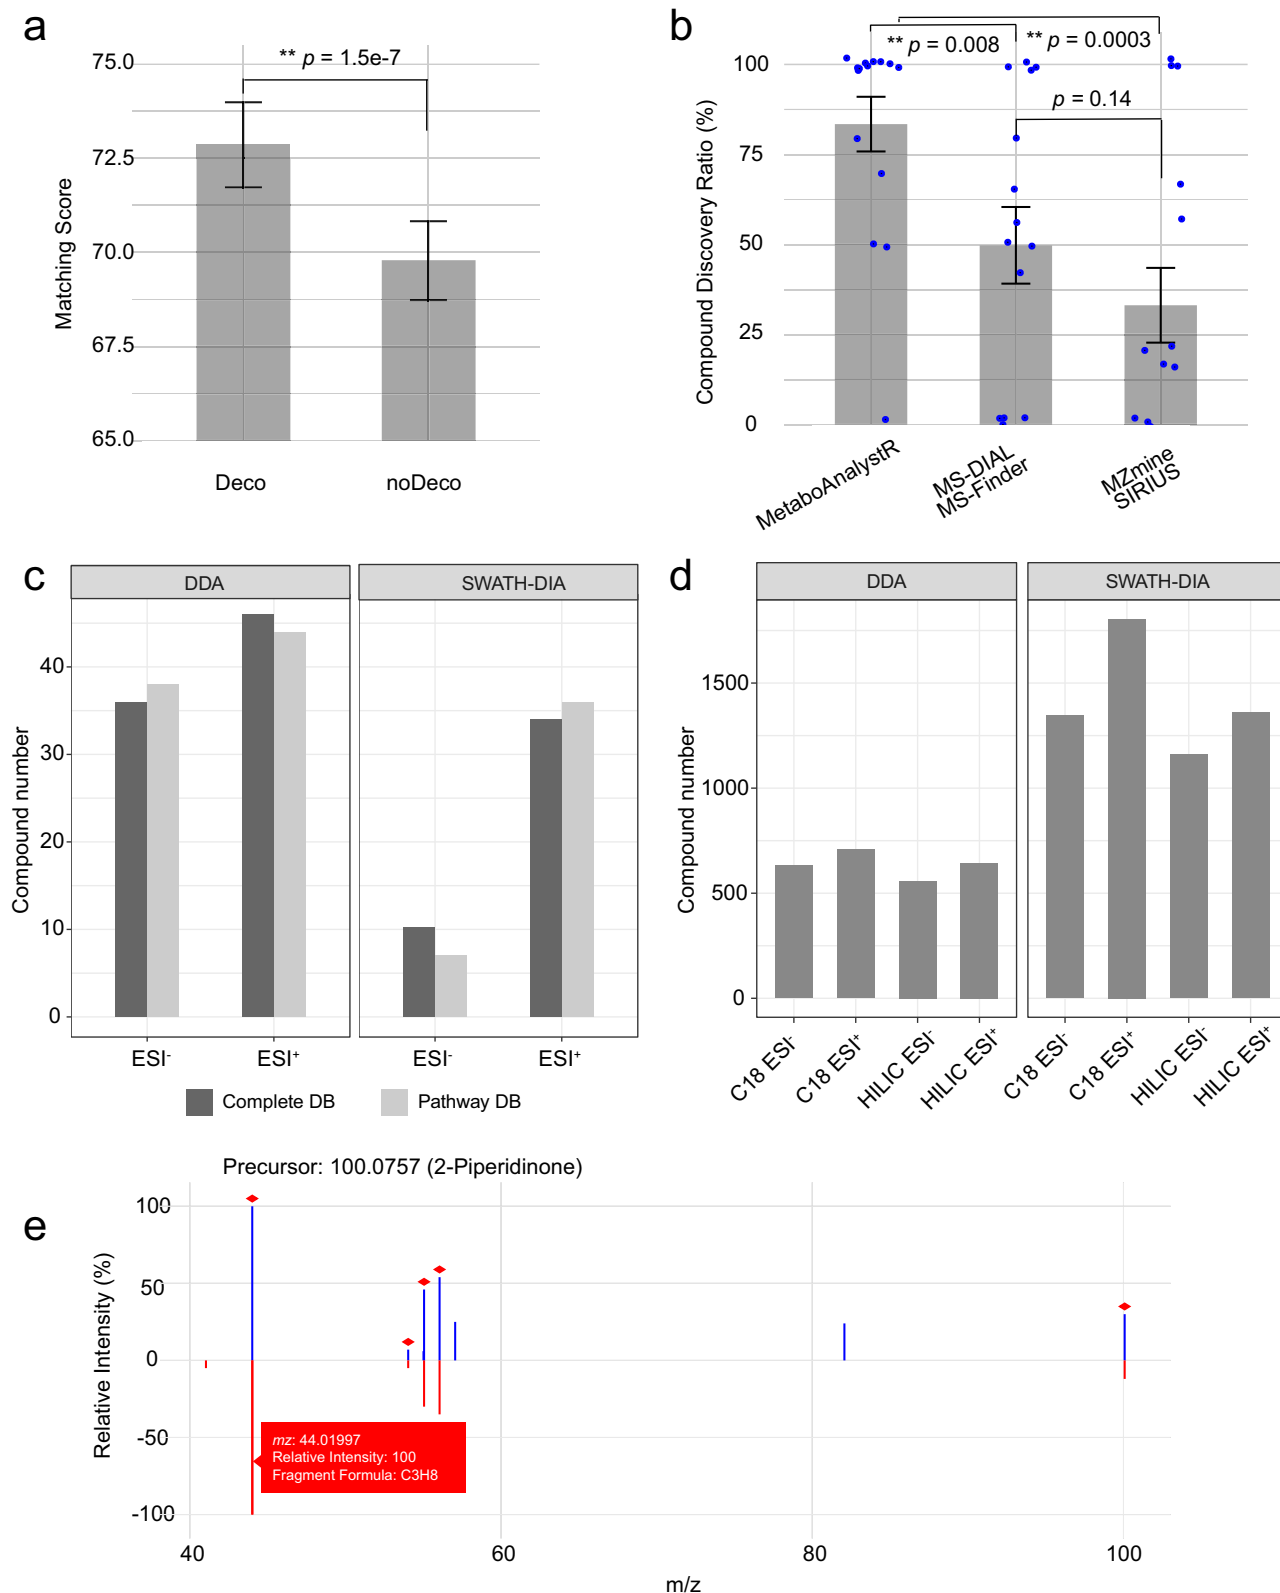 a
** p = 1.5e-7
75.0
72.5
70.0
67.5
65.0
Matching Score
Deco
noDeco
b
** p = 0.008
** p = 0.0003
p = 0.14
100
75
50
25
0
Compound Discovery Ratio (%)
MetaboAnalystR
MS-DIAL
MS-Finder
MZmine
SIRIUS
c
DDA
SWATH-DIA
40
30
20
10
0
Compound number
ESI-
ESI+
ESI-
ESI+
Complete DB
Pathway DB
d
DDA
SWATH-DIA
1500
1000
500
0
Compound number
C18 ESI-
C18 ESI+
HILIC ESI-
HILIC ESI+
C18 ESI-
C18 ESI+
HILIC ESI-
HILIC ESI+
e
Precursor: 100.0757 (2-Piperidinone)
100
50
0
-50
-100
Relative Intensity (%)
mz: 44.01997
Relative Intensity: 100
Fragment Formula: C3H8
40
60
80
100
m/z